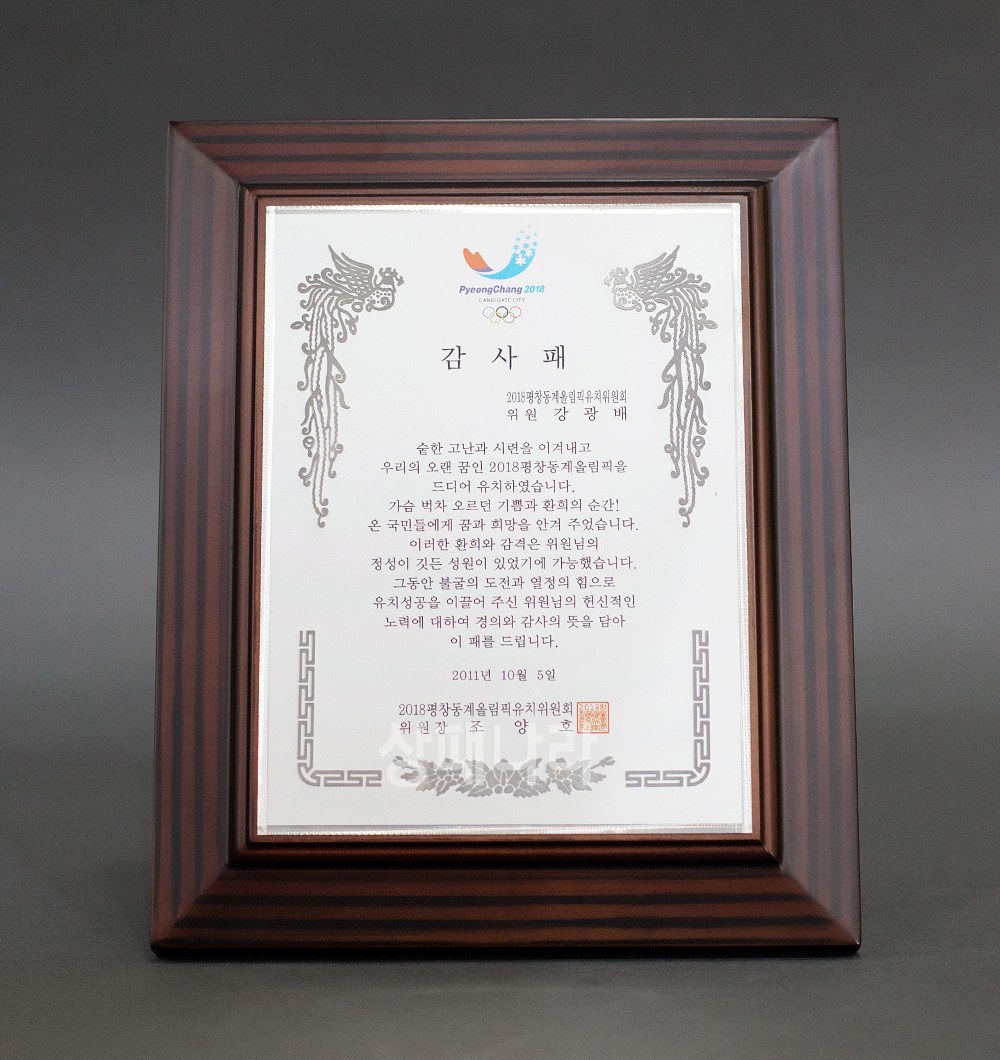 PyeongChang 2018
CANDIDATE CITY
감 사 패
2018평창동계올림픽유치위원회
위원 강 광 배
숱한 고난과 시련을 이겨내고
우리의 오랜 꿈인 2018평창동계올림픽을
드디어 유치하였습니다.
가슴 벅차 오르던 기쁨과 환희의 순간!
온 국민들에게 꿈과 희망을 안겨 주었습니다.
이러한 환희와 감격은 위원님의
정성이 깃든 성원이 있었기에 가능했습니다.
그동안 불굴의 도전과 열정의 힘으로
유치성공을 이끌어 주신 위원님의 헌신적인
노력에 대하여 경의와 감사의 뜻을 담아
이 패를 드립니다.
2011년 10월 5일
2018평창동계올림픽유치위원회
위원장 조 양 호
2018
상패나라